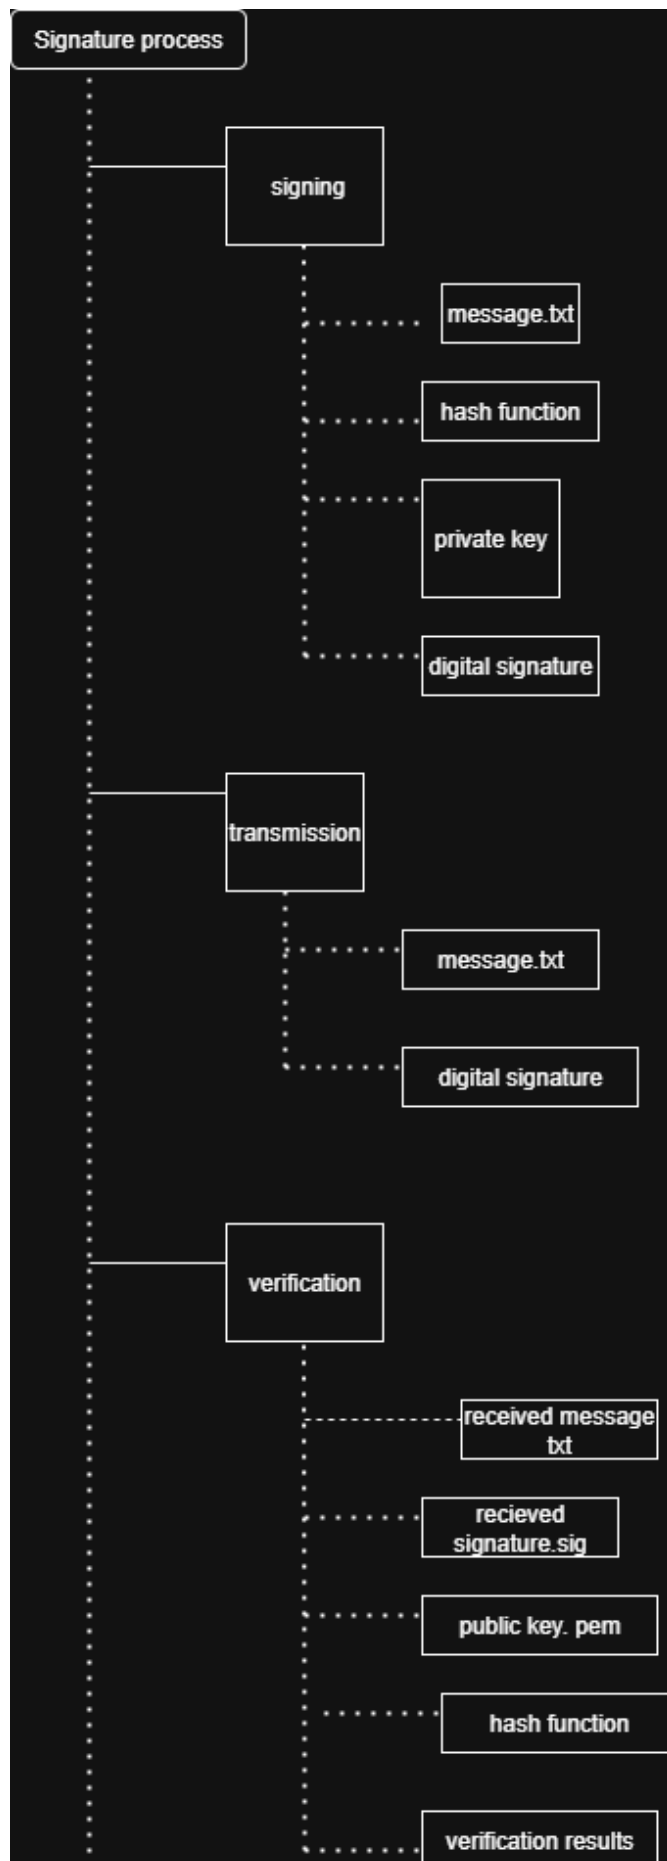 Signature process
signing
message.txt
hash function
private key
digital signature
transmission
message.txt
digital signature
verification
received message
txt
recieved
signature.sig
public key. pem
hash function
verification results